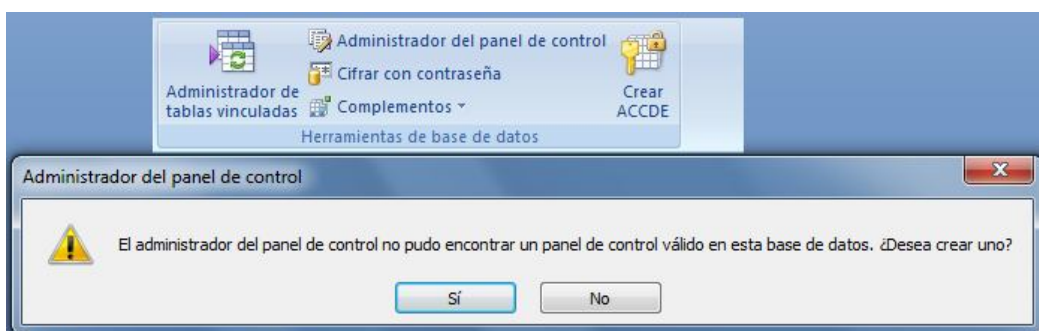 Administrador del panel de control
Cifrar con contraseña
Administrador de
tablas vinculadas
Complementos
Crear
ACCDE
Herramientas de base de datos
Administrador del panel de control
El administrador del panel de control no pudo encontrar un panel de control válido en esta base de datos. ¿Desea crear uno?
Sí
No